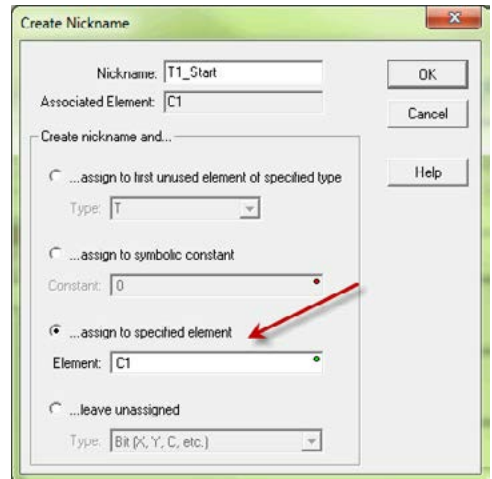 Create Nickname
Nickname: T1_Start
OK
Associated Element: C1
Cancel
Create nickname and...
Help
...assign to first unused element of specified type
Type: T
...assign to symbolic constant
Constant: 0
...assign to specified element
Element: C1
...leave unassigned
Type: Bit (X, Y, C, etc.)